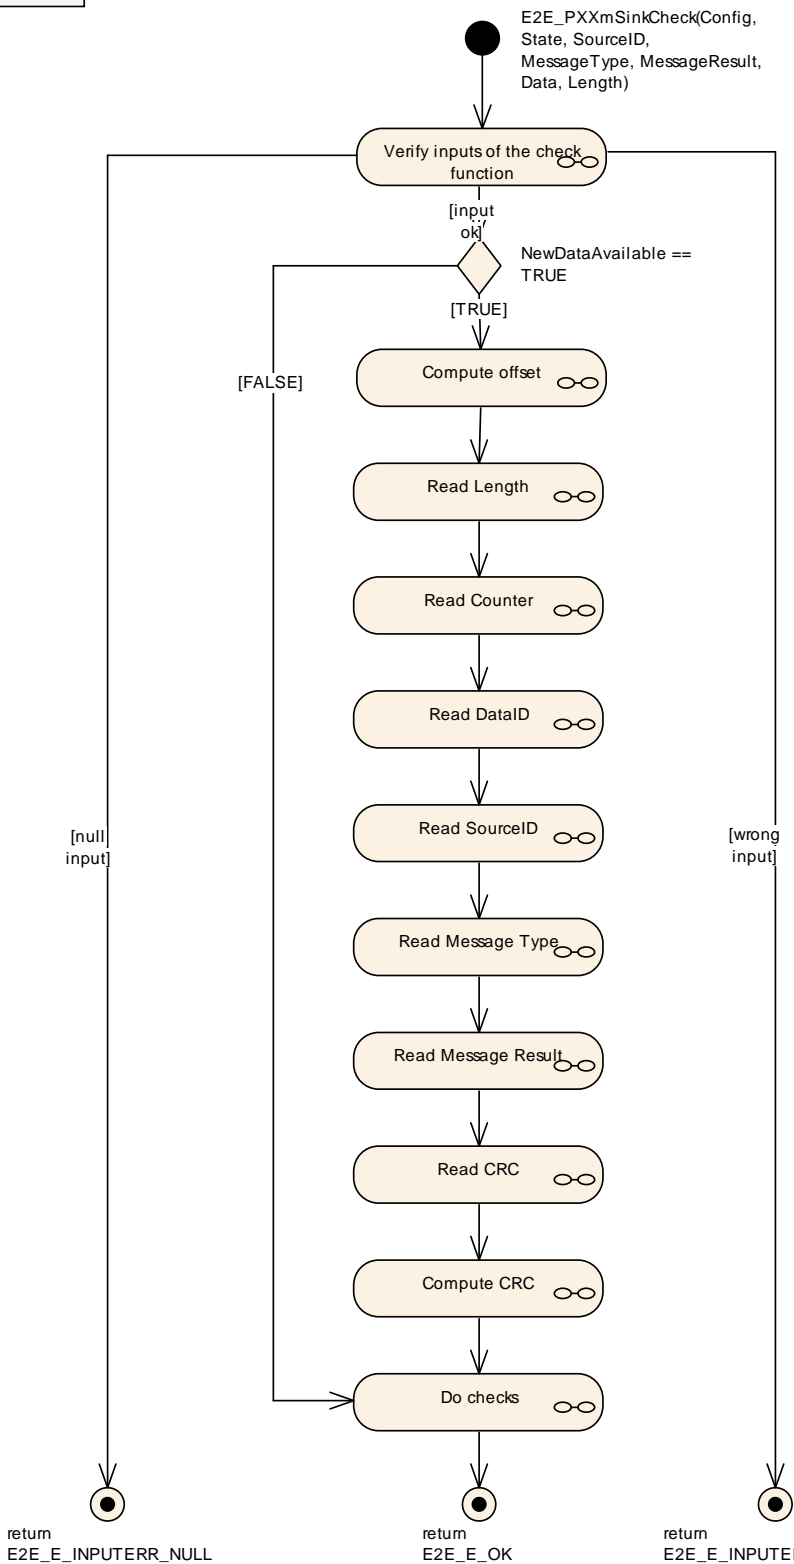 E2E_PXXmSinkCheck(Config,
State, SourceID,
MessageType, MessageResult,
Data, Length)
Verify inputs of the check
function
[input
ok]
NewDataAvailable ==
TRUE
[TRUE]
Compute offset
[FALSE]
Read Length
Read Counter
Read DataID
Read SourceID
[null
input]
[wrong
input]
Read Message Type
Read Message Result
Read CRC
Compute CRC
Do checks
return
E2E_E_INPUTERR_NULL
return
E2E_E_OK
return